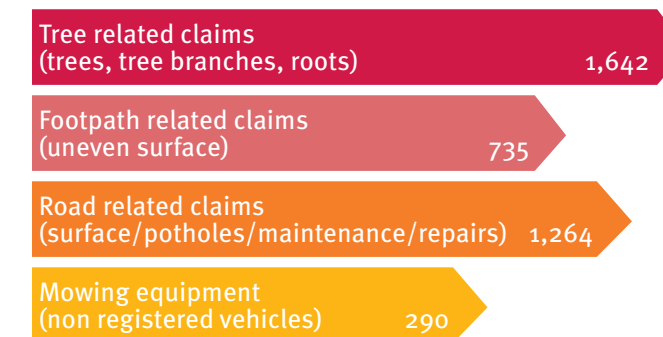 Tree related claims
(trees, tree branches, roots) 1,642
Footpath related claims
(uneven surface) 735
Road related claims
(surface/potholes/maintenance/repairs) 1,264
Mowing equipment
(non registered vehicles) 290